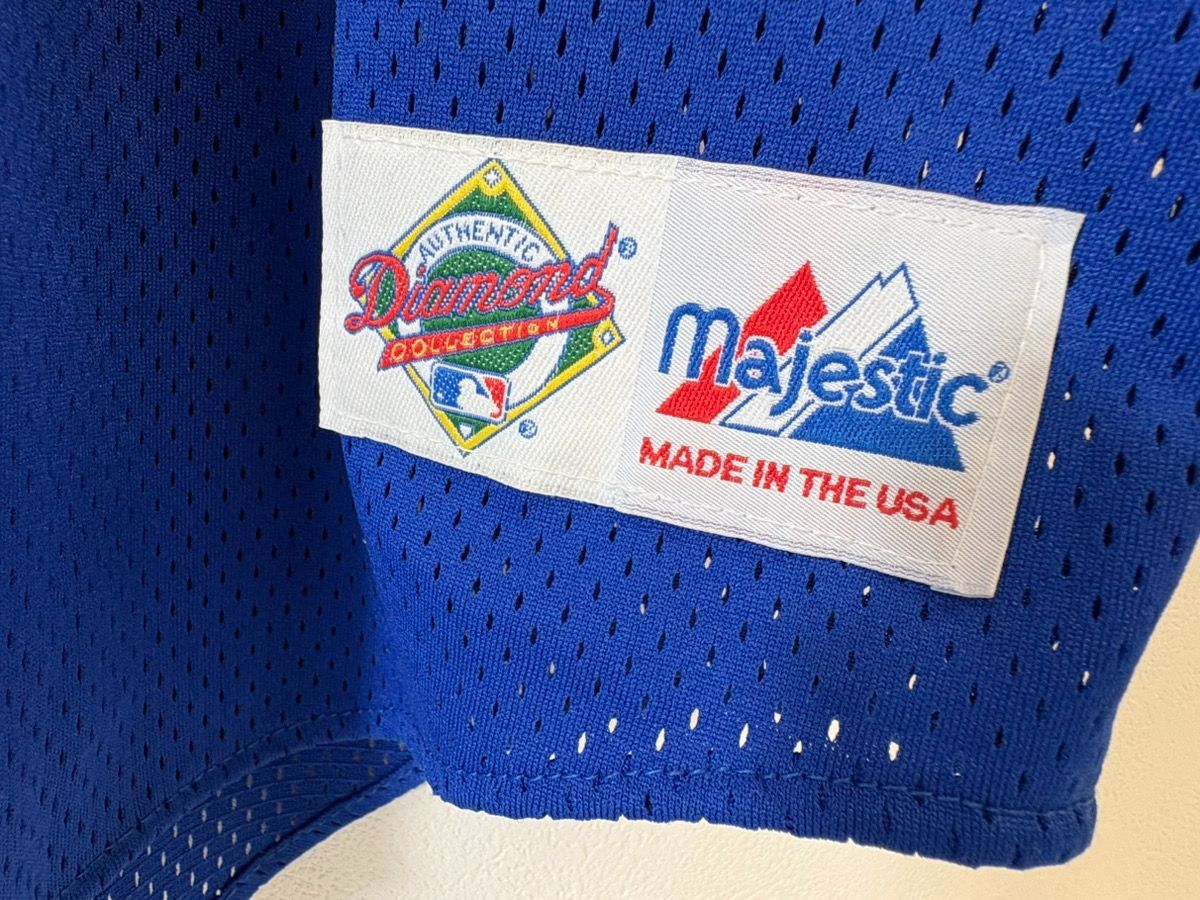 AUTHENTIC
Diamond®
COLLECTION
®
Majestic®
MADE IN THE USA